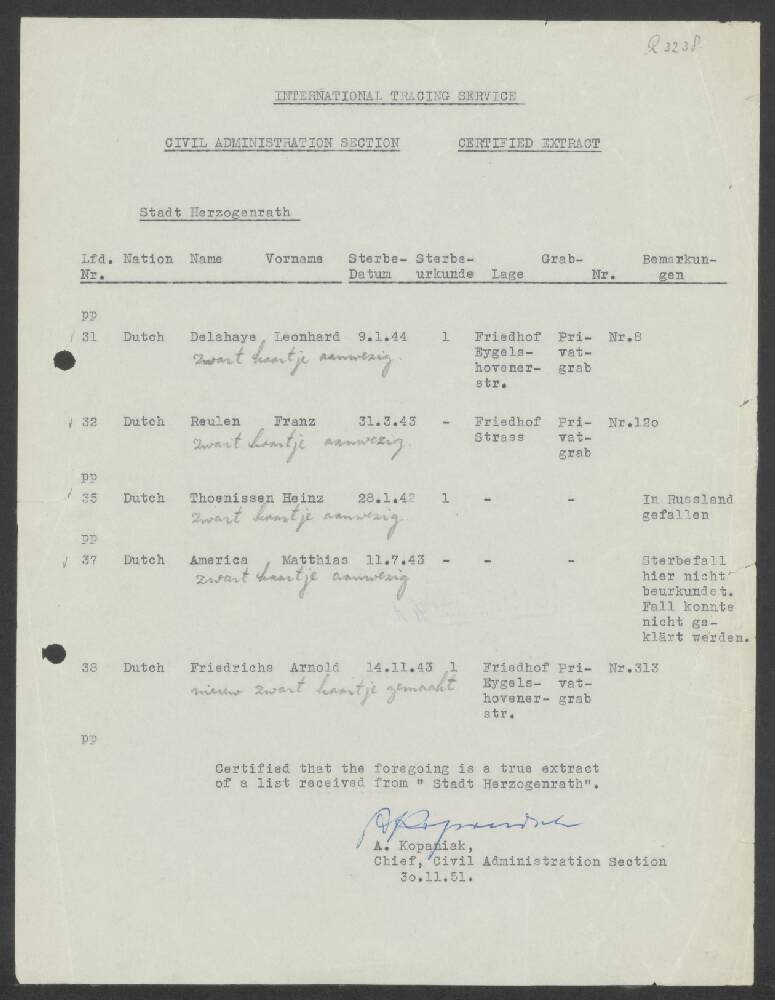 R 3238
INTERNATIONAL TRACING SERVICE
CIVIL ADMINISTRATION SECTION CERTIFIED EXTRACT
Stadt Herzogenrath
Lfd. Nation Name Vorname Sterbe- Sterbe- Grab- Bemerkun-
Nr. Datum urkunde Lage Nr. gen
pp
31 Dutch Delahaye Leonhard 9.1.44 1 Friedhof Pri- Nr.8
zwart kaartje aanwezig. Eygels- vat-
hovener- grab
str.
32 Dutch Reulen Franz 31.3.43 - Friedhof Pri- Nr.12o
zwart kaartje aanwezig. Strass vat-
grab
pp
35 Dutch Thoenissen Heinz 28.1.42 1 - - In Russland
zwart kaartje aanwezig gefallen
pp
37 Dutch America Matthias 11.7.43 - - - Sterbefall
zwart kaartje aanwezig hier nicht
beurkundet.
Fall konnte
nicht ge-
klärt werden.
38 Dutch Friedrichs Arnold 14.11.43 1 Friedhof Pri- Nr.313
nieuw zwart kaartje gemaakt Eygels- vat-
hovener- grab
str.
pp
Certified that the foregoing is a true extract
of a list received from " Stadt Herzogenrath".
A. Kopaniak,
Chief, Civil Administration Section
3o.11.51.